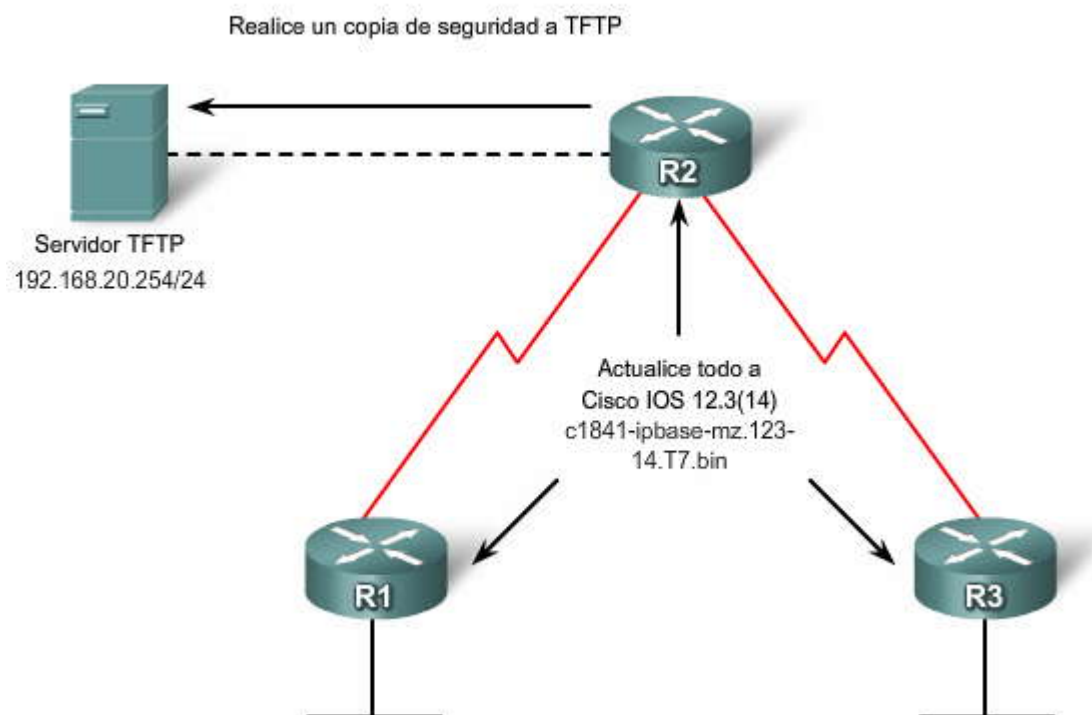 Realice un copia de seguridad a TFTP
R2
Servidor TFTP
192.168.20.254/24
Actualice todo a
Cisco IOS 12.3(14)
c1841-ipbase-mz.123-
14.T7.bin
R1
R3